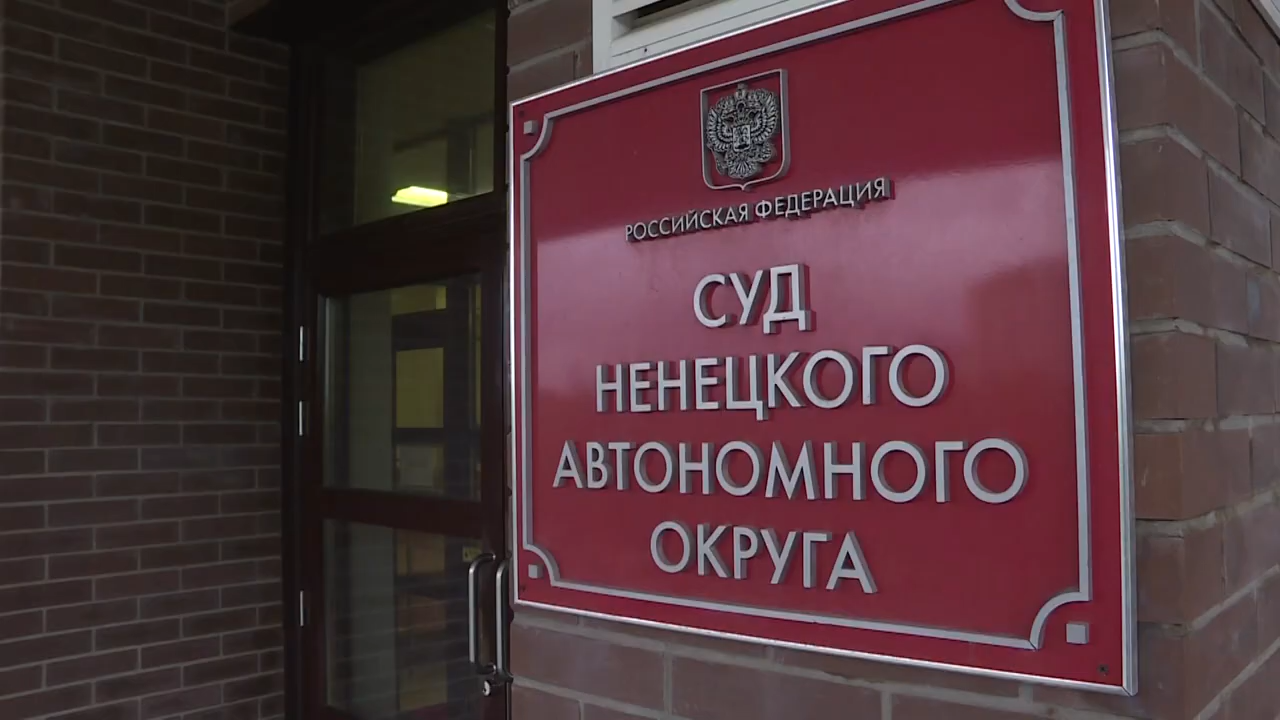 РОССИЙСКАЯ ФЕДЕРАЦИЯ
СУД
НЕНЕЦКОГО
АВТОНОМНОГО
ОКРУГА